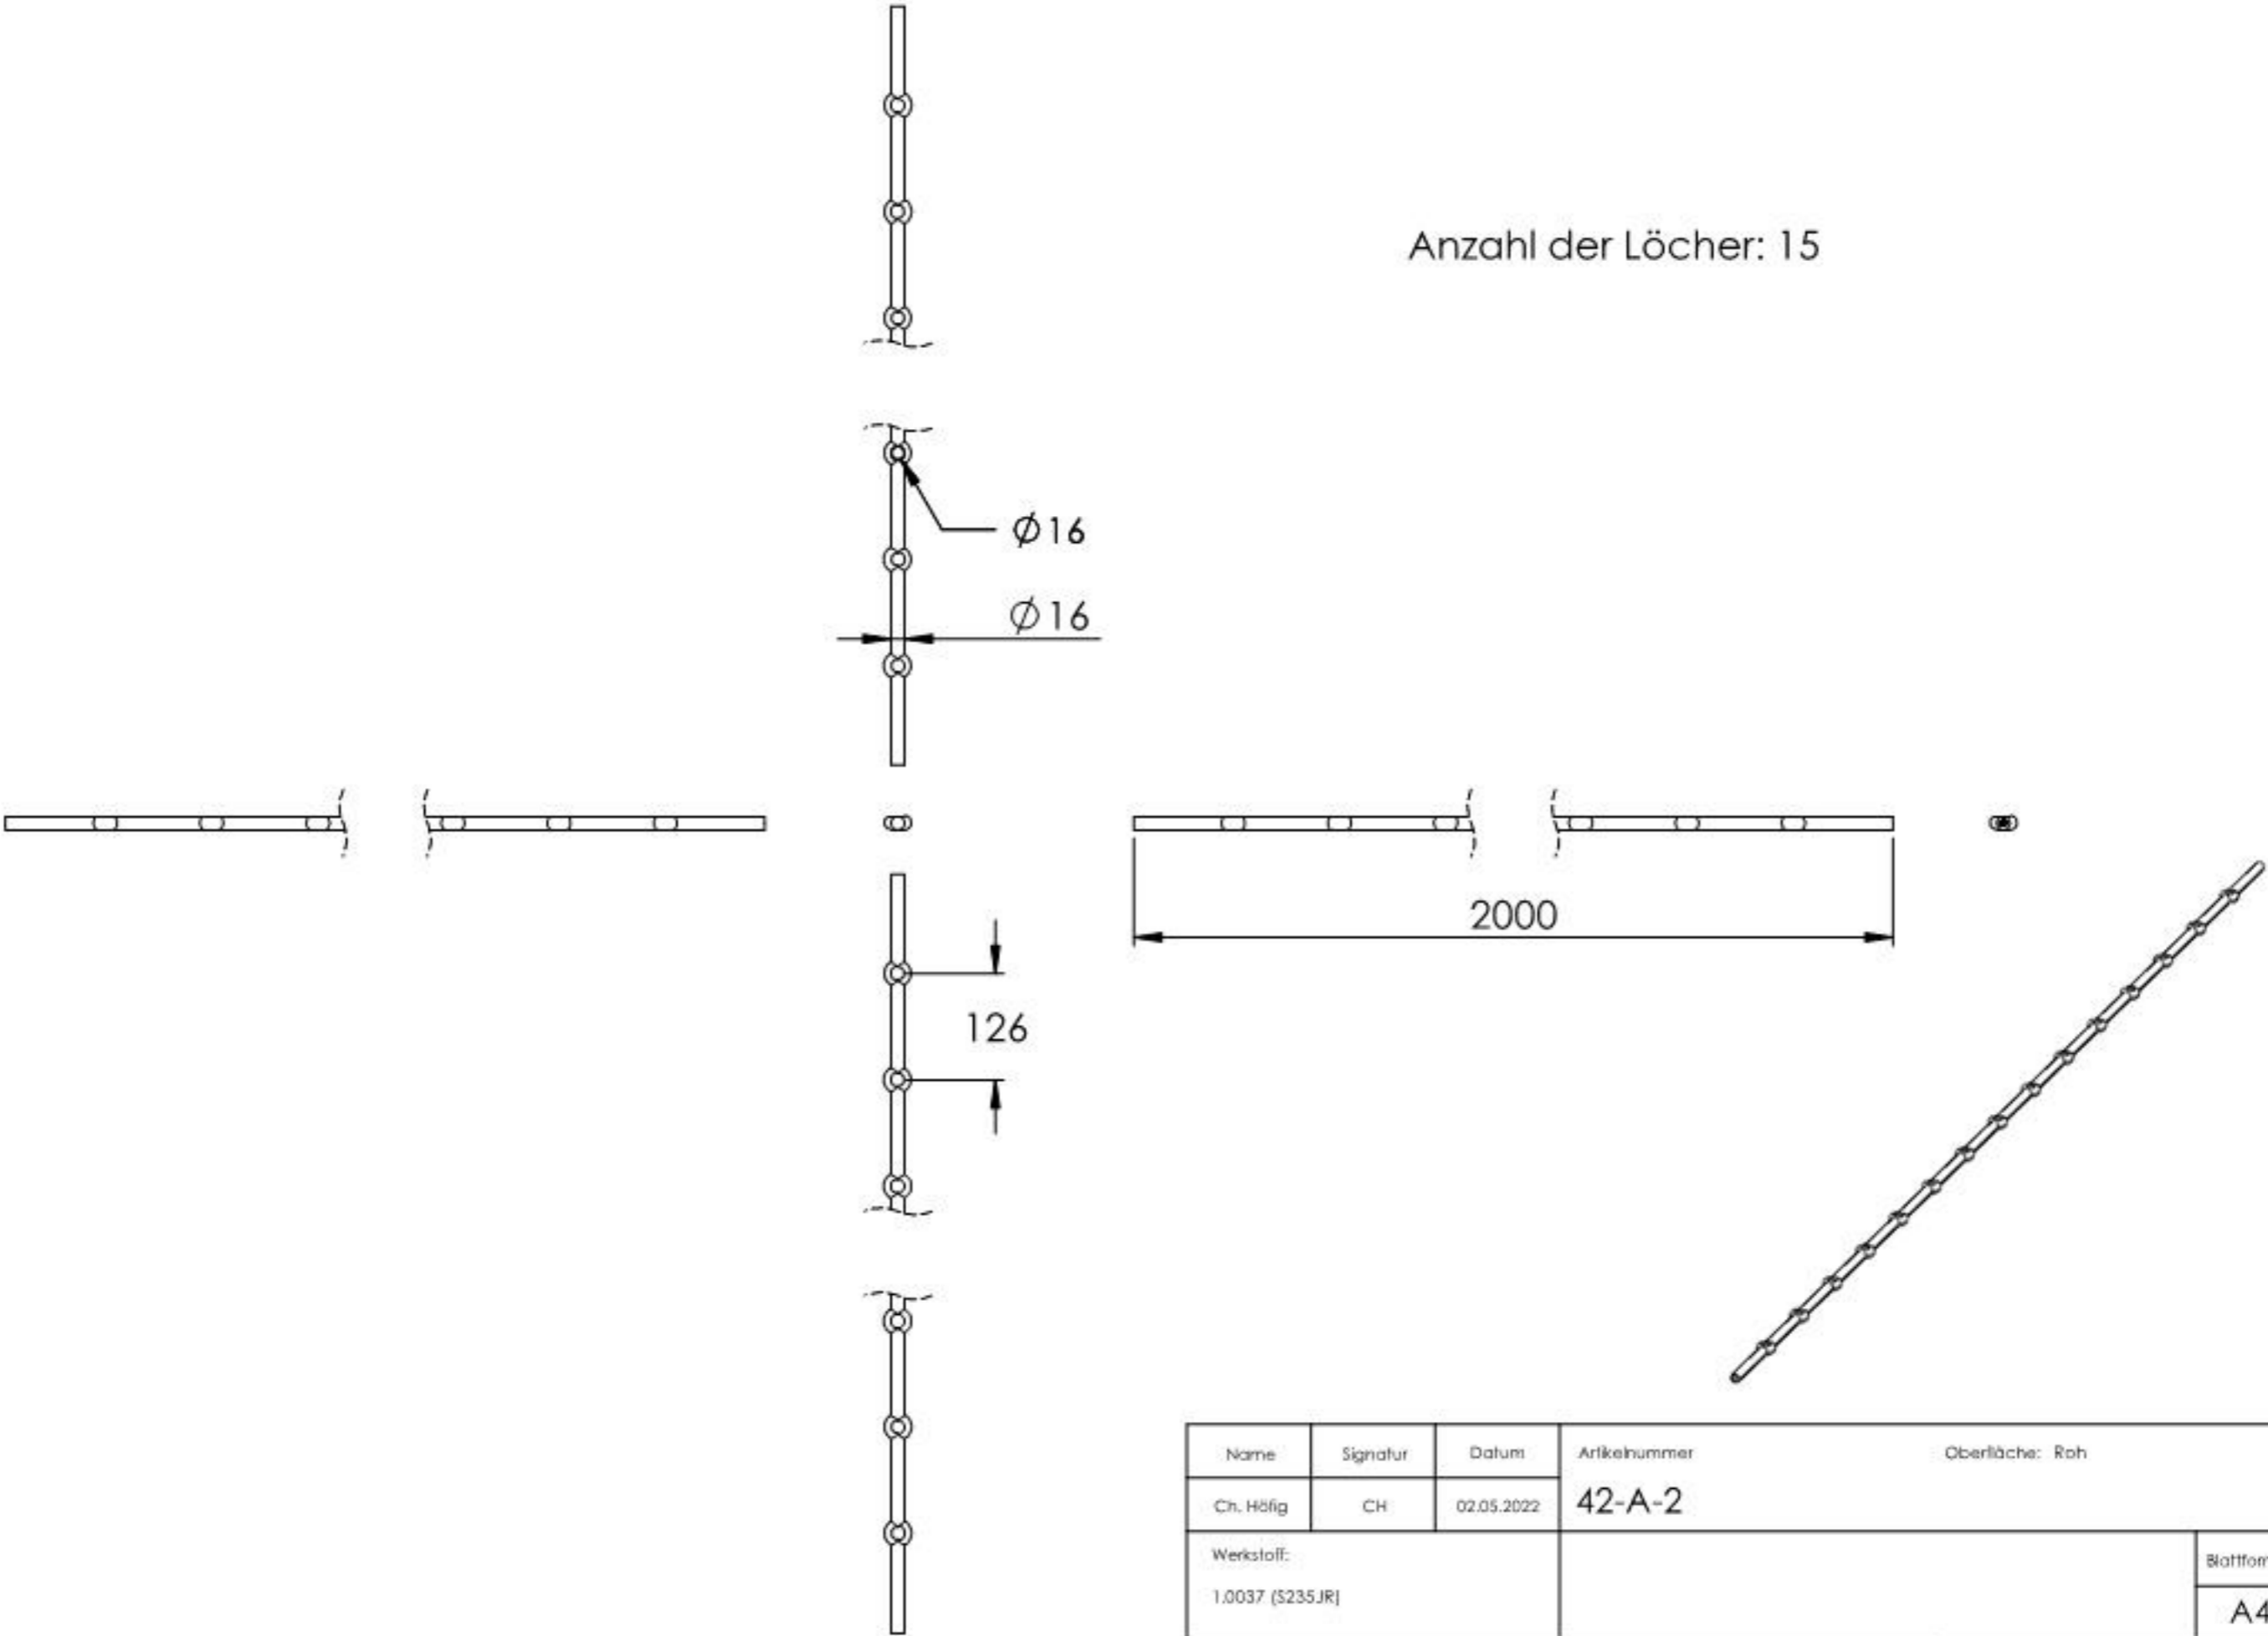 Anzahl der Löcher: 15
Ø16
Ø16
2000
126
Name Signatur Datum Artikelnummer Oberfläche: Roh
Ch. Höfig CH 02.05.2022 42-A-2
Werkstoff:
1.0037 (S235JR)
A4